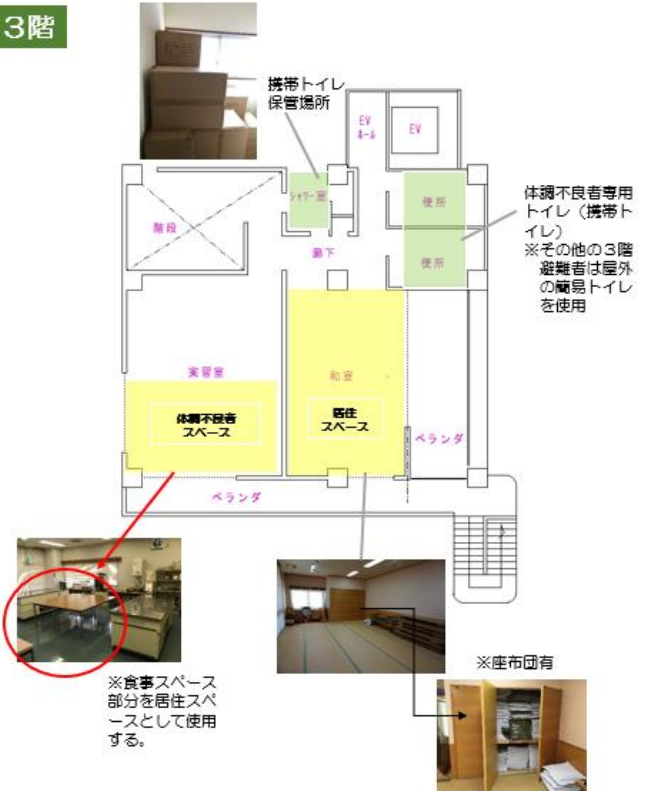 3階
携帯トイレ
保管場所
EV
ホール
EV
シャワー室
便所
階段
廊下
便所
体調不良者専用
トイレ（携帯ト
イレ）
※その他の３階
避難者は屋外
の簡易トイレ
を使用
実習室
和室
体調不良者
スペース
居住
スペース
ベランダ
ベランダ
※座布団有
※食事スペース
部分を居住スペ
ースとして使用
する。